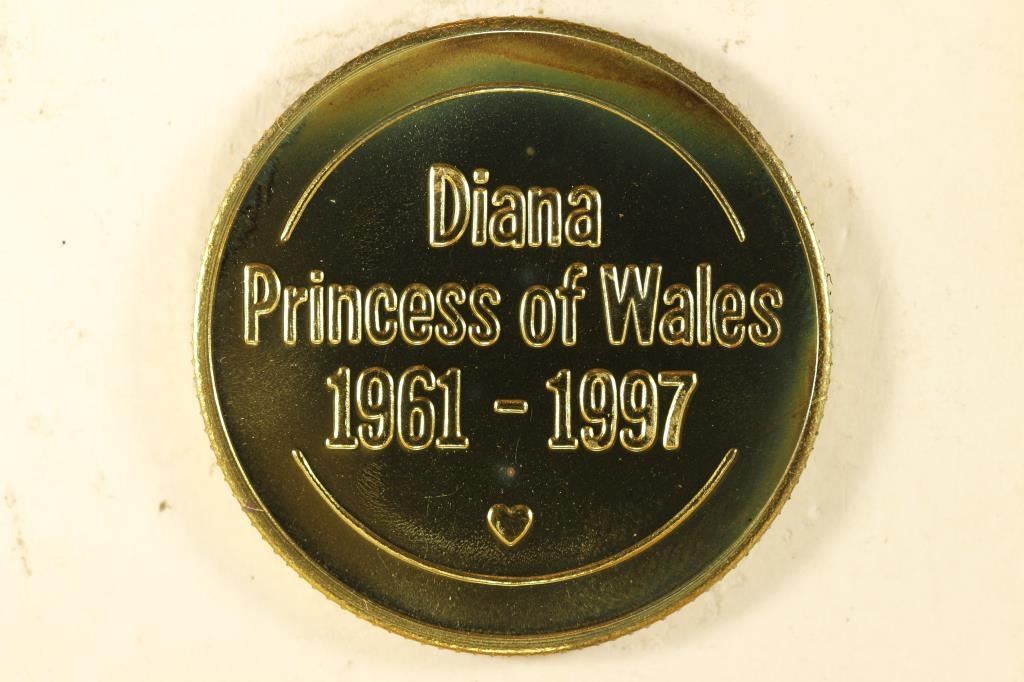 Diana
Princess of Wales
1961 - 1997